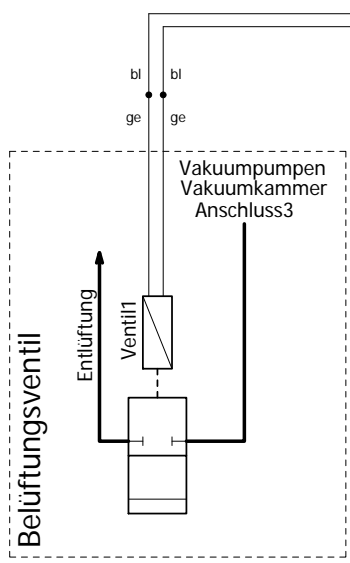 bl
bl
ge
ge
Vakuumpumpen
Vakuumkammer
Anschluss3
Entlüftung
Ventil1
Belüftungsventil